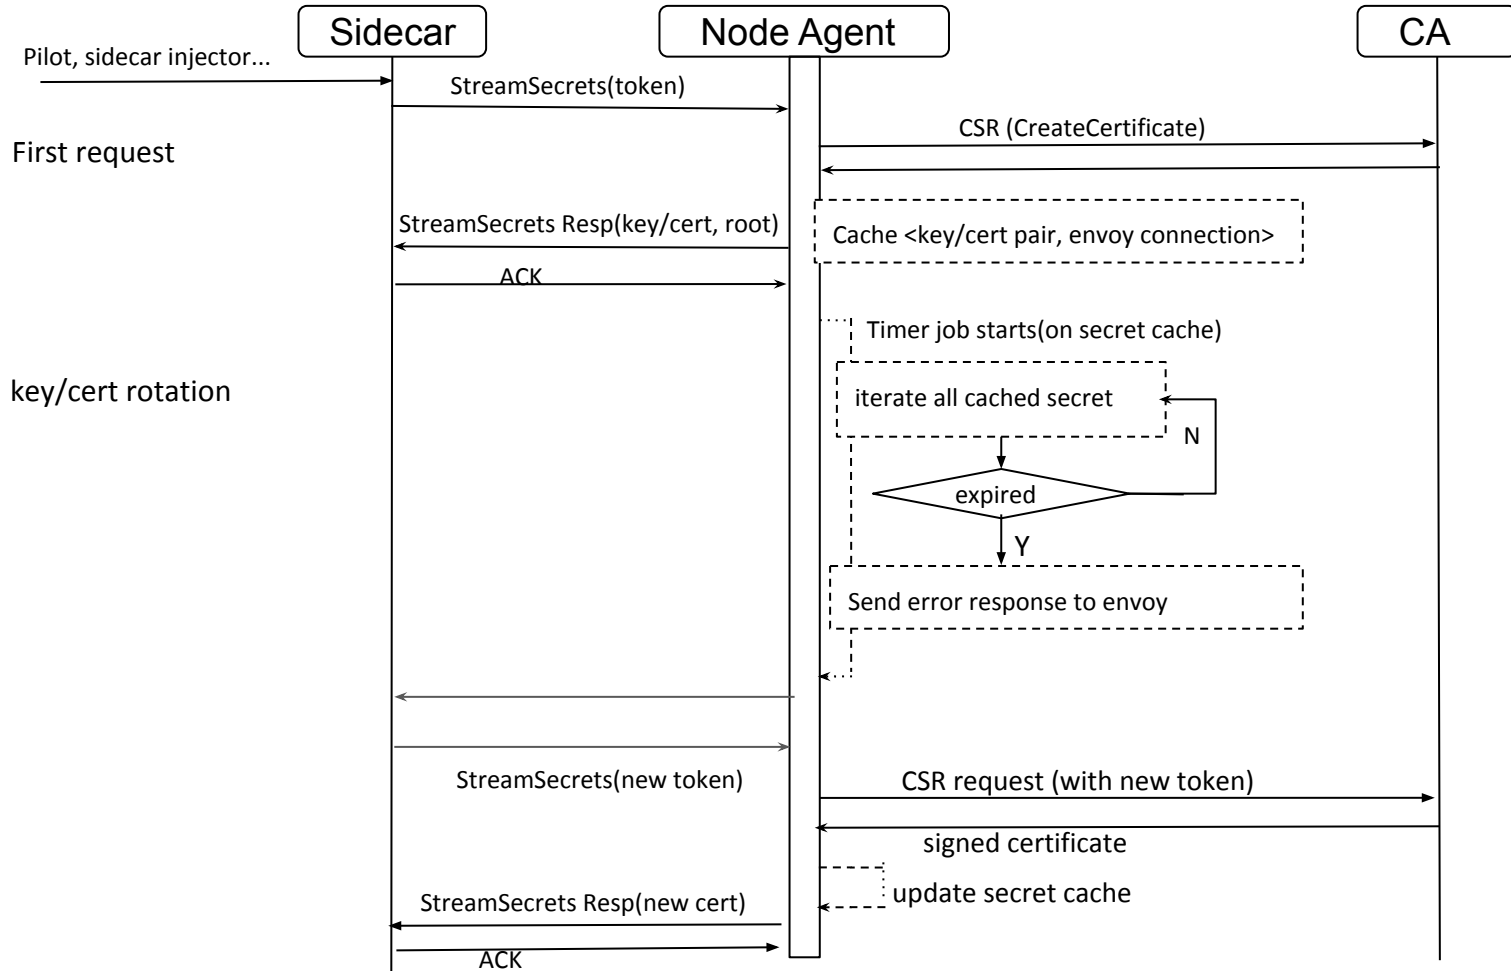 Sidecar
Node Agent
CA
Pilot, sidecar injector...
StreamSecrets(token)
CSR (CreateCertificate)
First request
StreamSecrets Resp(key/cert, root)
Cache <key/cert pair, envoy connection>
ACK
Timer job starts(on secret cache)
key/cert rotation
iterate all cached secret
N
expired
Y
Send error response to envoy
StreamSecrets(new token)
CSR request (with new token)
signed certificate
update secret cache
StreamSecrets Resp(new cert)
ACK